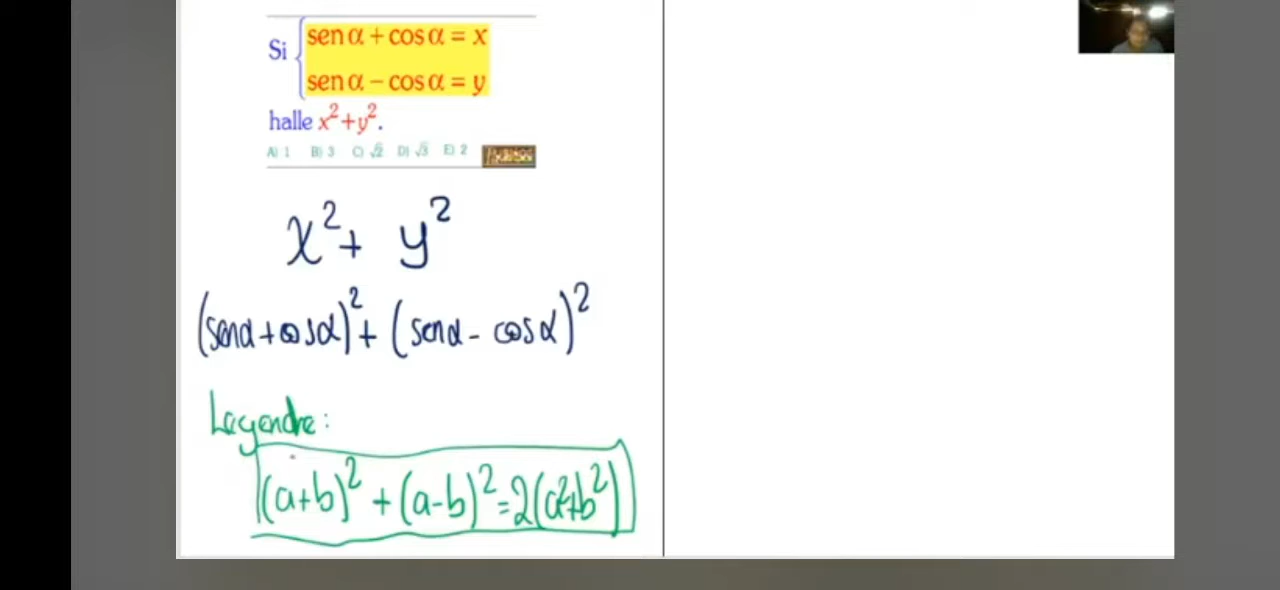 Si { sen α + cos α = x
sen α − cos α = y
halle x²+y².
A) 1 B) 3 C) √2 D) √3 E) 2
x² + y²
(senα + cosα)² + (senα - cosα)²
Legendre:
(a+b)² + (a-b)² = 2(a²+b²)